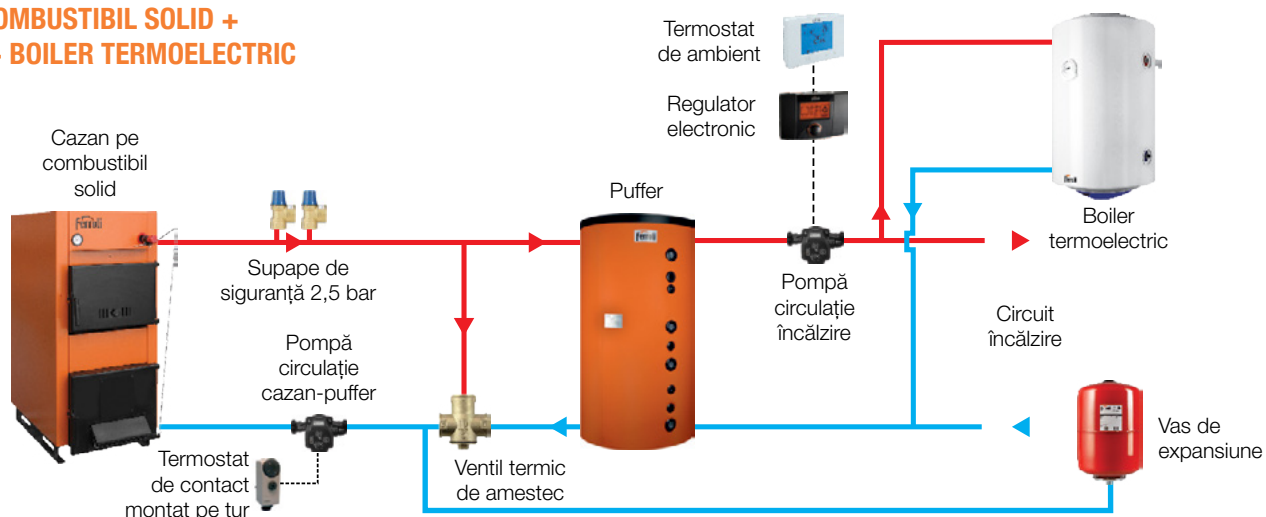 OMBUSTIBIL SOLID +
BOILER TERMOELECTRIC
Termostat
de ambient
Regulator
electronic
Cazan pe
combustibil
solid
Ferroli
Supape de
siguranță 2,5 bar
Puffer
Ferroli
Pompă
circulație
încălzire
Boiler
termoelectric
Circuit
încălzire
Pompă
circulație
cazan-puffer
Termostat
de contact
montat pe tur
Ventil termic
de amestec
Vas de
expansiune